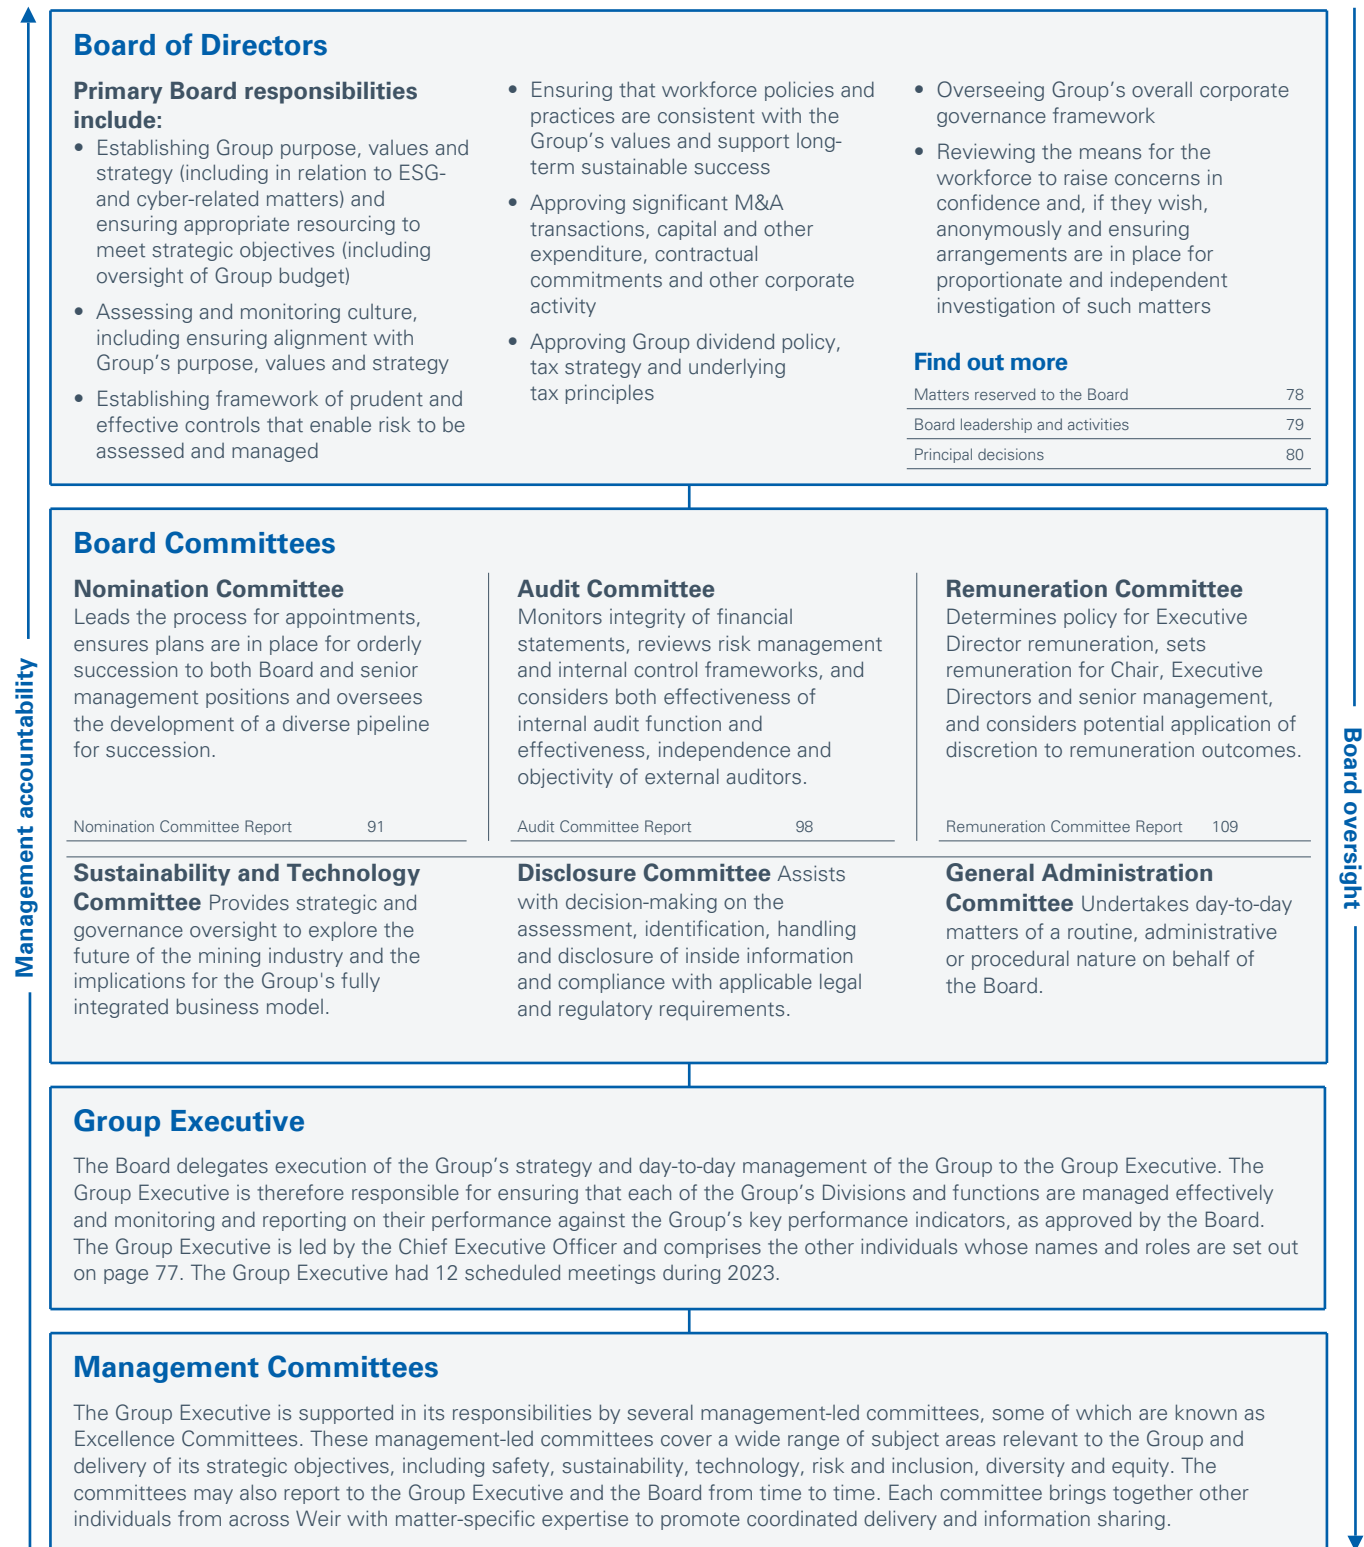 Board of Directors
Primary Board responsibilities
include:
• Establishing Group purpose, values and
strategy (including in relation to ESG-
and cyber-related matters) and
ensuring appropriate resourcing to
meet strategic objectives (including
oversight of Group budget)
• Assessing and monitoring culture,
including ensuring alignment with
Group’s purpose, values and strategy
• Establishing framework of prudent and
effective controls that enable risk to be
assessed and managed
• Ensuring that workforce policies and
practices are consistent with the
Group’s values and support long-
term sustainable success
• Approving significant M&A
transactions, capital and other
expenditure, contractual
commitments and other corporate
activity
• Approving Group dividend policy,
tax strategy and underlying
tax principles
• Overseeing Group’s overall corporate
governance framework
• Reviewing the means for the
workforce to raise concerns in
confidence and, if they wish,
anonymously and ensuring
arrangements are in place for
proportionate and independent
investigation of such matters
Find out more
Matters reserved to the Board 78
Board leadership and activities 79
Principal decisions 80
Board Committees
Nomination Committee
Leads the process for appointments,
ensures plans are in place for orderly
succession to both Board and senior
management positions and oversees
the development of a diverse pipeline
for succession.
Nomination Committee Report 91
Audit Committee
Monitors integrity of financial
statements, reviews risk management
and internal control frameworks, and
considers both effectiveness of
internal audit function and
effectiveness, independence and
objectivity of external auditors.
Audit Committee Report 98
Remuneration Committee
Determines policy for Executive
Director remuneration, sets
remuneration for Chair, Executive
Directors and senior management,
and considers potential application of
discretion to remuneration outcomes.
Remuneration Committee Report 109
Sustainability and Technology
Committee Provides strategic and
governance oversight to explore the
future of the mining industry and the
implications for the Group's fully
integrated business model.
Disclosure Committee Assists
with decision-making on the
assessment, identification, handling
and disclosure of inside information
and compliance with applicable legal
and regulatory requirements.
General Administration
Committee Undertakes day-to-day
matters of a routine, administrative
or procedural nature on behalf of
the Board.
Group Executive
The Board delegates execution of the Group’s strategy and day-to-day management of the Group to the Group Executive. The
Group Executive is therefore responsible for ensuring that each of the Group’s Divisions and functions are managed effectively
and monitoring and reporting on their performance against the Group’s key performance indicators, as approved by the Board.
The Group Executive is led by the Chief Executive Officer and comprises the other individuals whose names and roles are set out
on page 77. The Group Executive had 12 scheduled meetings during 2023.
Management Committees
The Group Executive is supported in its responsibilities by several management-led committees, some of which are known as
Excellence Committees. These management-led committees cover a wide range of subject areas relevant to the Group and
delivery of its strategic objectives, including safety, sustainability, technology, risk and inclusion, diversity and equity. The
committees may also report to the Group Executive and the Board from time to time. Each committee brings together other
individuals from across Weir with matter-specific expertise to promote coordinated delivery and information sharing.
Management accountability
Board oversight